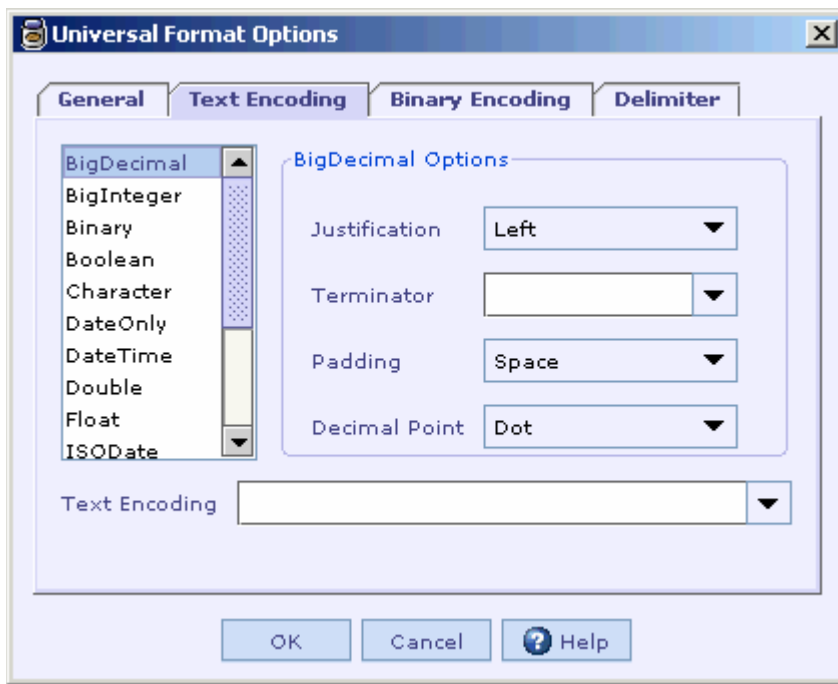 Universal Format Options
General Text Encoding Binary Encoding Delimiter
BigDecimal
BigInteger
Binary
Boolean
Character
DateOnly
DateTime
Double
Float
ISODate
BigDecimal Options
Justification Left
Terminator
Padding Space
Decimal Point Dot
Text Encoding
OK Cancel ? Help